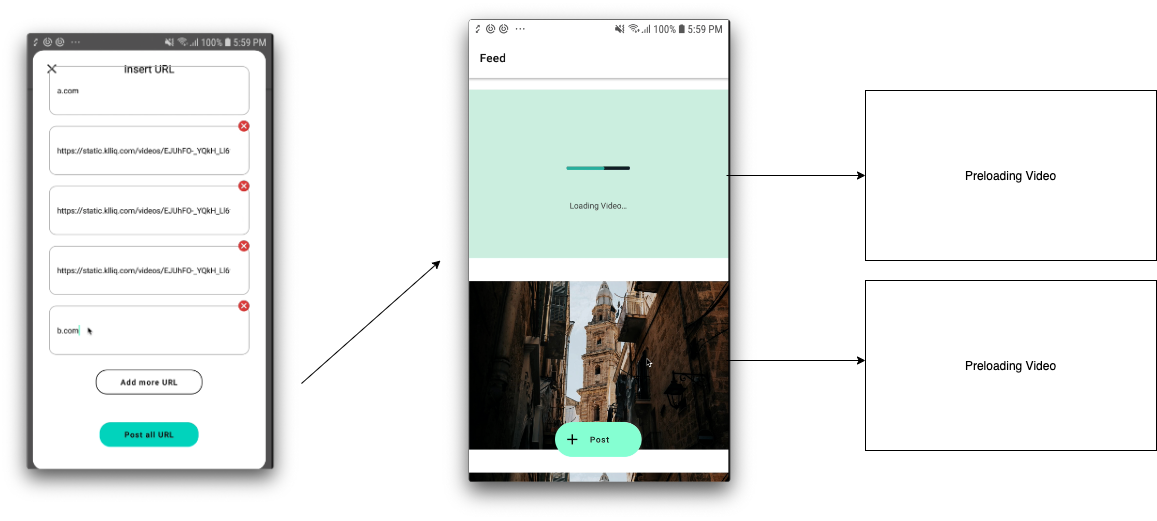 100% 5:59 PM
Insert URL
a.com
https://static.klliq.com/videos/EJUhFO-_YQkH_Ll6
https://static.klliq.com/videos/EJUhFO-_YQkH_Ll6
https://static.klliq.com/videos/EJUhFO-_YQkH_Ll6
b.com
Add more URL
Post all URL
100% 5:59 PM
Feed
Loading Video...
+ Post
Preloading Video
Preloading Video